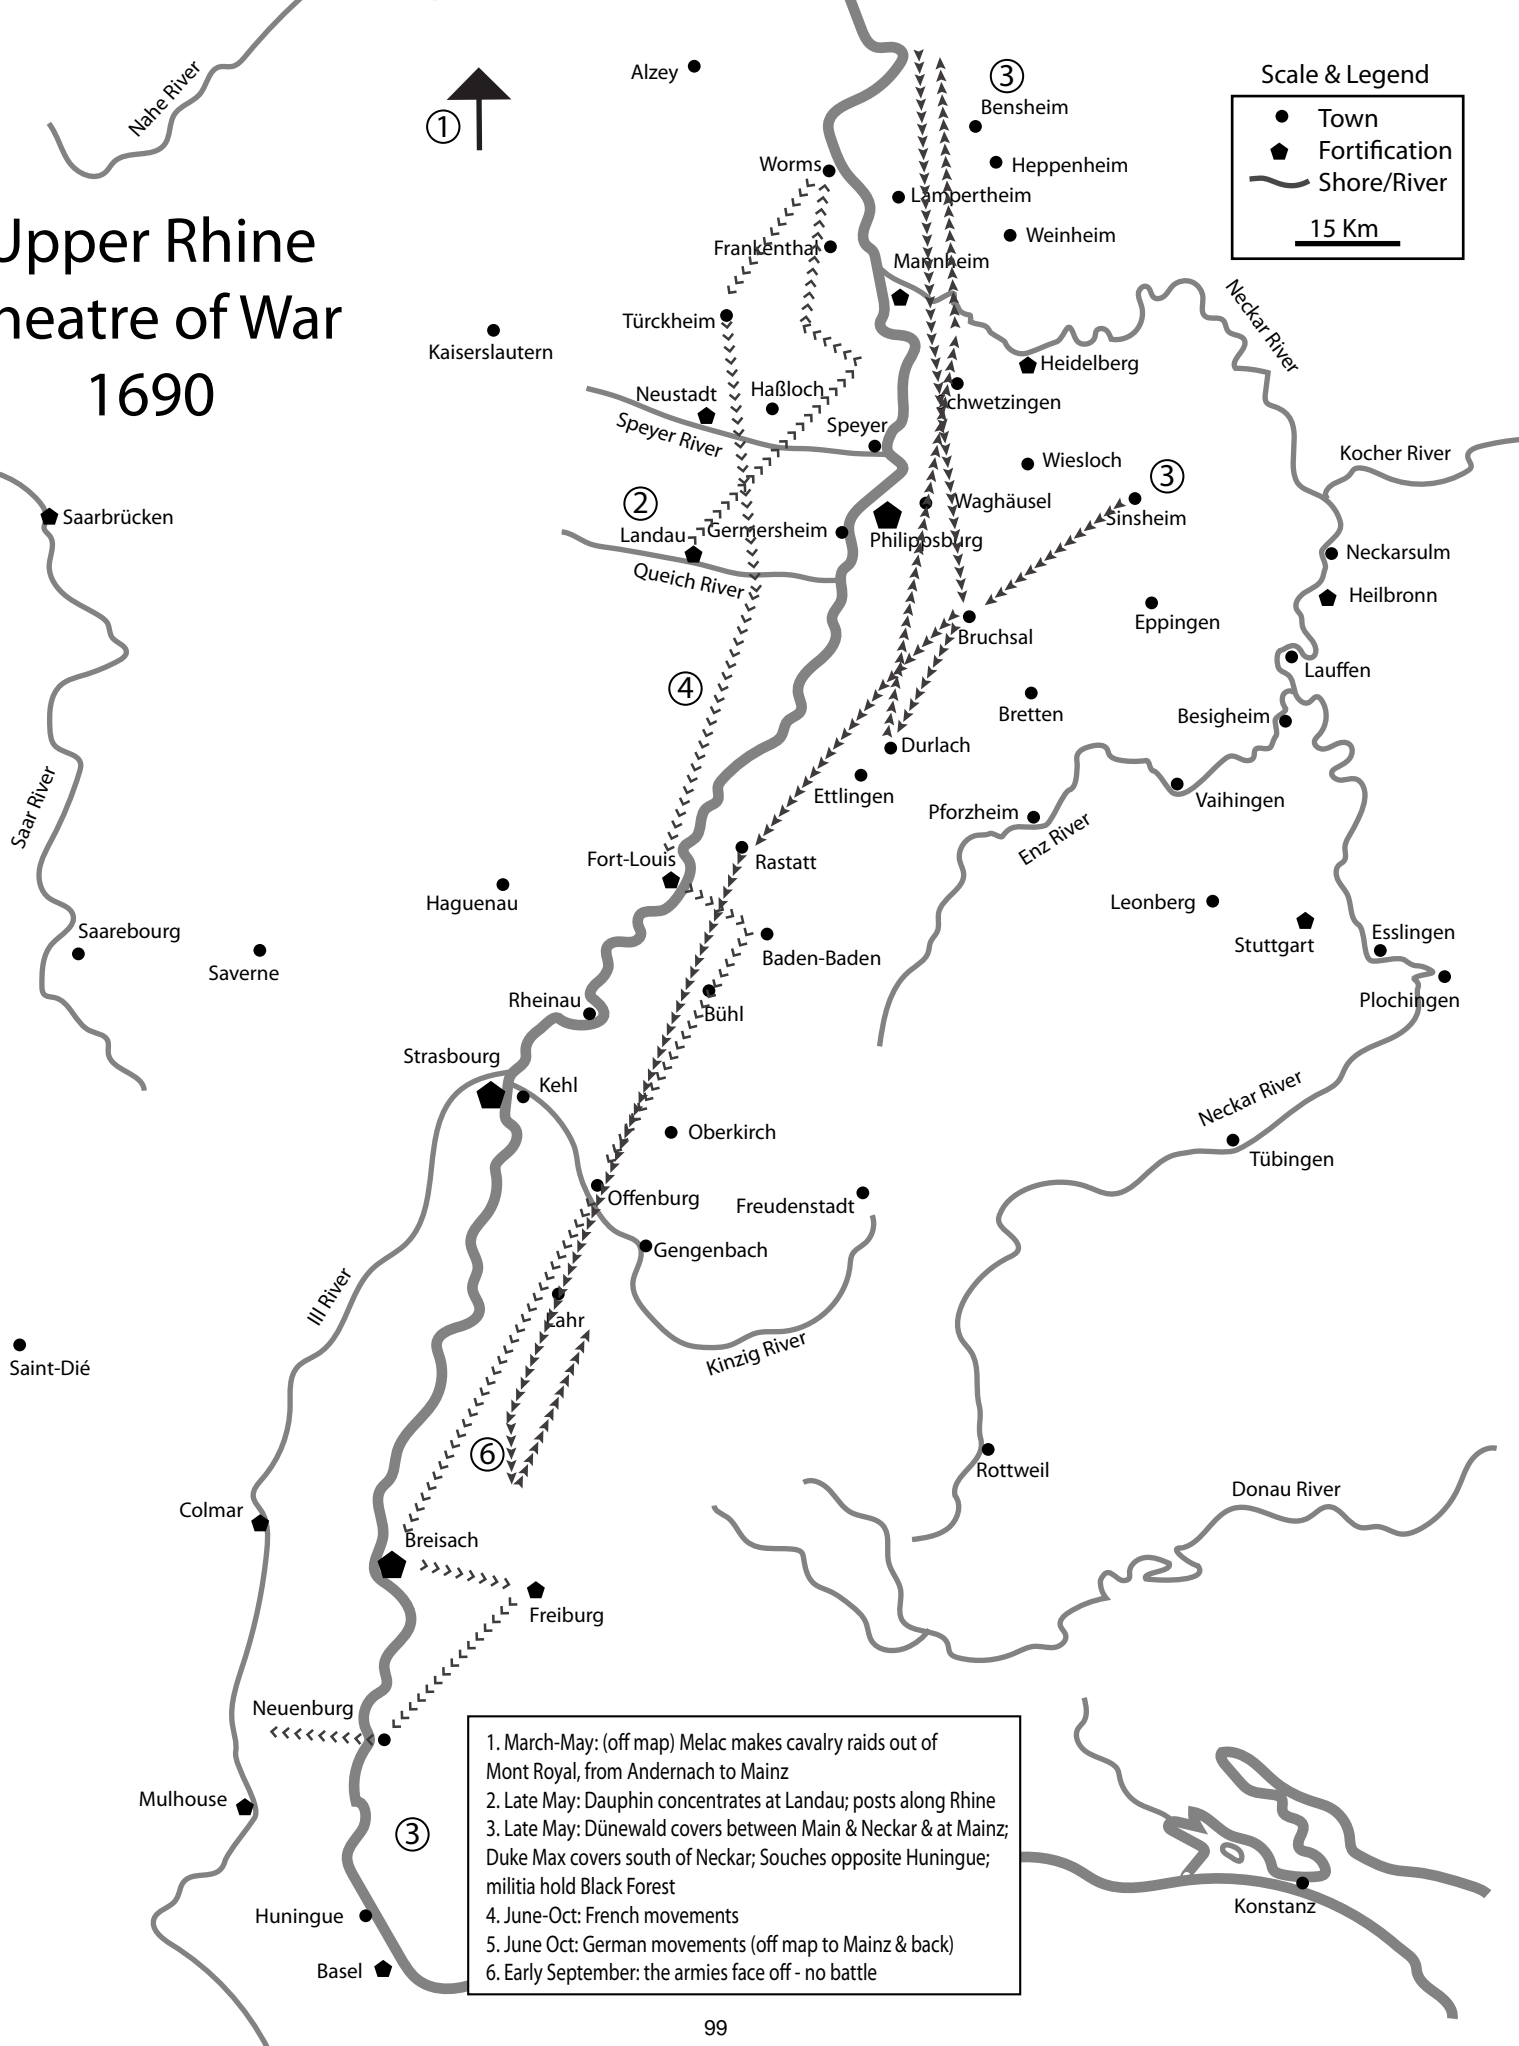 Alzey
3
Scale & Legend
Bensheim
Town
Nahe River
1
Fortification
Worms
Heppenheim
Shore/River
Lampertheim
15 Km
Upper Rhine
Frankenthal
Weinheim
Mannheim
heatre of War
Türckheim
Neckar River
Kaiserslautern
Heidelberg
1690
Neustadt
Haßloch
chwetzingen
Speyer River
Speyer
Wiesloch
Kocher River
3
2
Waghäusel
Saarbrücken
Sinsheim
Landau
Germersheim
Philippsburg
Neckarsulm
Queich River
Heilbronn
Eppingen
Bruchsal
Lauffen
4
Bretten
Besigheim
Durlach
Saar River
Ettlingen
Vaihingen
Pforzheim
Enz River
Fort-Louis
Rastatt
Haguenau
Leonberg
Saarebourg
Stuttgart
Esslingen
Saverne
Baden-Baden
Rheinau
Bühl
Plochingen
Strasbourg
Kehl
Neckar River
Oberkirch
Tübingen
Offenburg
Freudenstadt
Gengenbach
Ill River
Lahr
Saint-Dié
Kinzig River
6
Rottweil
Donau River
Colmar
Breisach
Freiburg
Neuenburg
1. March-May: (off map) Melac makes cavalry raids out of
Mont Royal, from Andernach to Mainz
2. Late May: Dauphin concentrates at Landau; posts along Rhine
3. Late May: Dünewald covers between Main & Neckar & at Mainz;
Duke Max covers south of Neckar; Souches opposite Huningue;
militia hold Black Forest
4. June-Oct: French movements
5. June Oct: German movements (off map to Mainz & back)
6. Early September: the armies face off - no battle
Mulhouse
3
Huningue
Konstanz
Basel
99